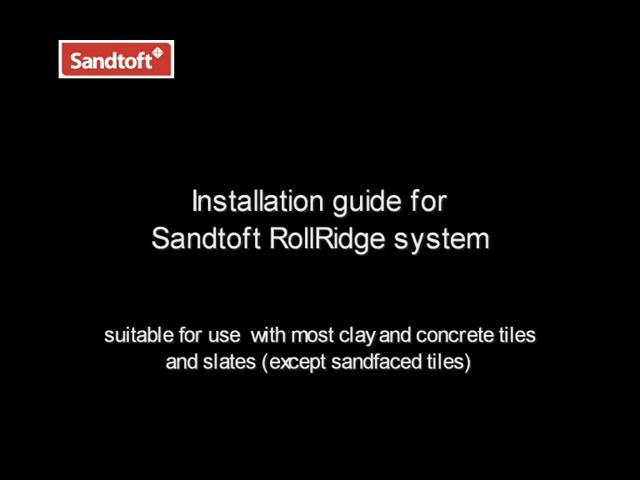 Sandtoft
Installation guide for
Sandtoft RollRidge system
suitable for use with most clay and concrete tiles
and slates (except sandfaced tiles)